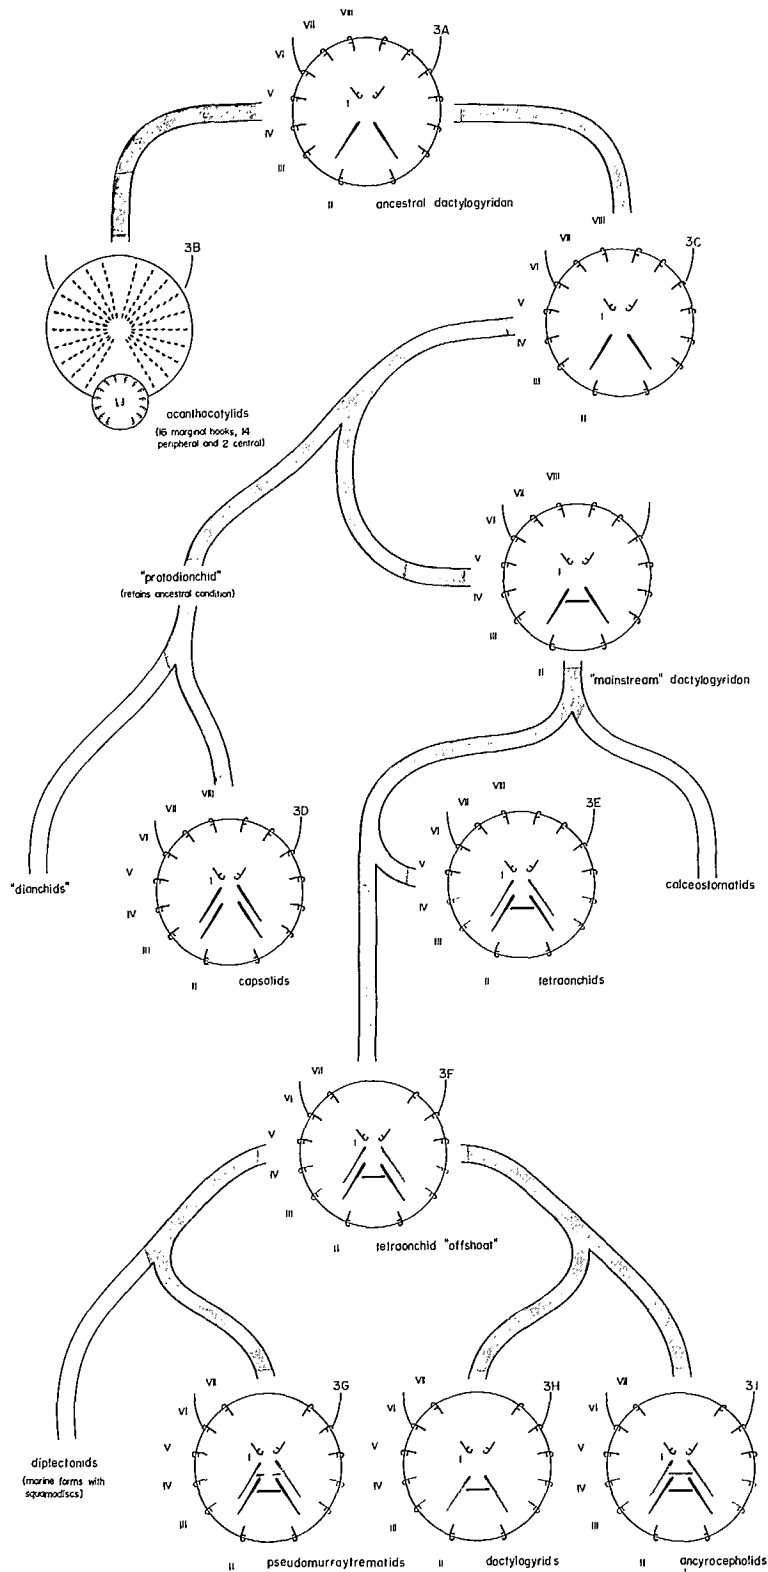 VIII
VII
3A
VI
V
I
IV
III
II
ancestral dactylogyridan
VIII
VII
3B
3C
VI
V
I
IV
acanthocotylids
(16 marginal hooks, 14
peripheral and 2 central)
III
II
VIII
VII
VI
V
I
"protodionchid"
(retains ancestral condition)
IV
III
II
"mainstream" dactylogyridan
VIII
VII
3D
VI
V
I
IV
III
II
capsalids
VIII
VII
3E
VI
V
I
IV
III
II
tetraonchids
"dianchids"
calceostomatids
VII
3F
VI
V
I
IV
III
II
tetraonchid "offshoat"
VII
3G
VI
V
I
IV
III
II
pseudomurraytrematids
VII
3H
VI
V
I
IV
III
II
dactylogyrids
VII
3I
VI
V
I
IV
III
II
ancyrocephalids
diplectanids
(marine forms with
squamodiscs)